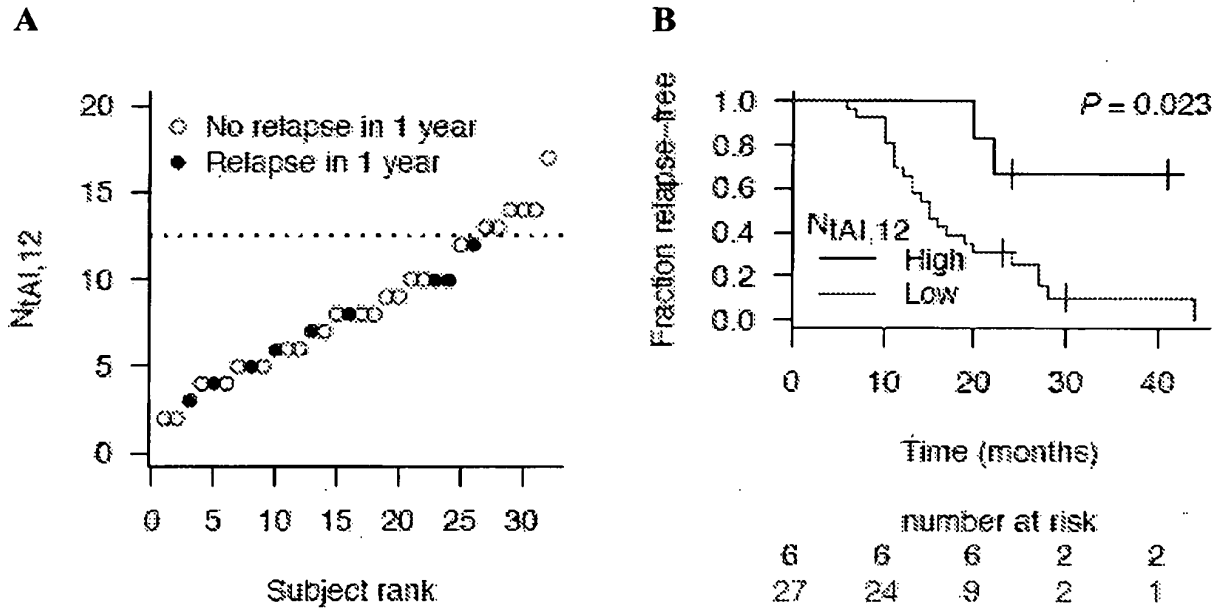 A
B
20
15
10
5
0
NtAI,12
○ No relapse in 1 year
● Relapse in 1 year
0 5 10 15 20 25 30
Subject rank
Fraction relapse-free
1.0
0.8
0.6
0.4
0.2
0.0
P = 0.023
NtAI,12
High
Low
0 10 20 30 40
Time (months)
number at risk
6 6 6 2 2
27 24 9 2 1